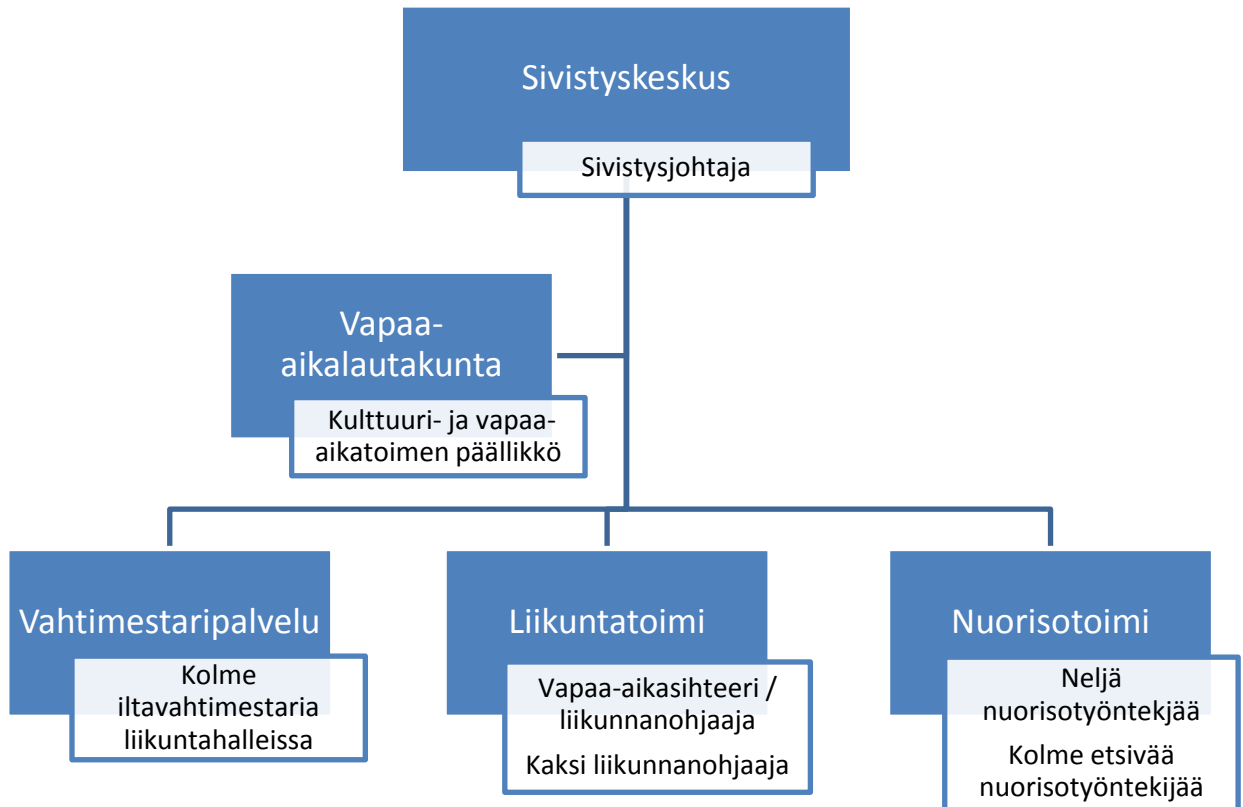 Sivistyskeskus
Sivistysjohtaja
Vapaa-
aikalautakunta
Kulttuuri- ja vapaa-
aikatoimen päällikkö
Vahtimestaripalvelu
Kolme
iltavahtimestaria
liikuntahalleissa
Liikuntatoimi
Vapaa-aikasihteeri /
liikunnanohjaaja
Kaksi liikunnanohjaaja
Nuorisotoimi
Neljä
nuorisotyöntekjää
Kolme etsivää
nuorisotyöntekijää